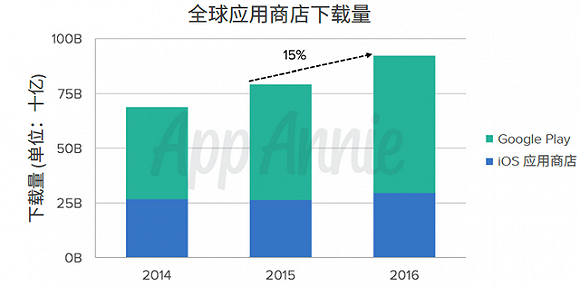 全球应用商店下载量
下载量 (单位：十亿)
100B
75B
50B
25B
0B
15%
App Annie
2014
2015
2016
Google Play
iOS 应用商店